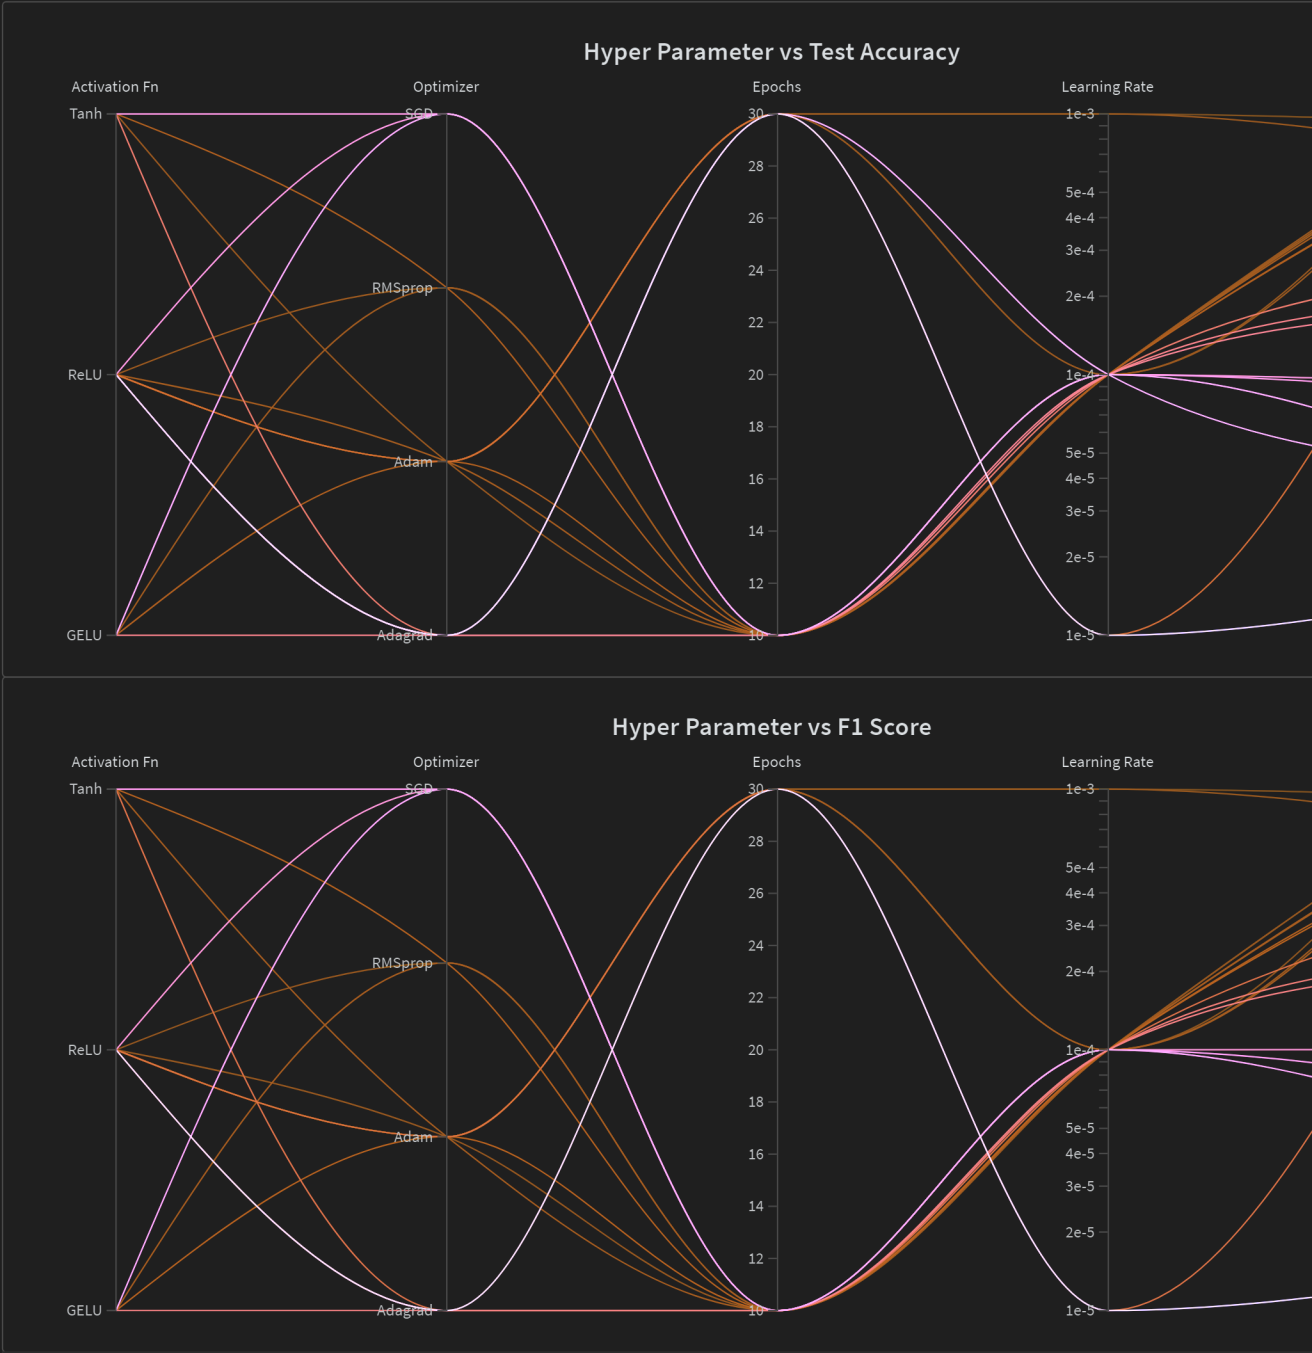 Hyper Parameter vs Test Accuracy
Activation Fn
Optimizer
Epochs
Learning Rate
Tanh
ReLU
GELU
SGD
RMSprop
Adam
Adagrad
30
28
26
24
22
20
18
16
14
12
10
1e-3
5e-4
4e-4
3e-4
2e-4
1e-4
5e-5
4e-5
3e-5
2e-5
1e-5
Hyper Parameter vs F1 Score
Activation Fn
Optimizer
Epochs
Learning Rate
Tanh
ReLU
GELU
SGD
RMSprop
Adam
Adagrad
30
28
26
24
22
20
18
16
14
12
10
1e-3
5e-4
4e-4
3e-4
2e-4
1e-4
5e-5
4e-5
3e-5
2e-5
1e-5